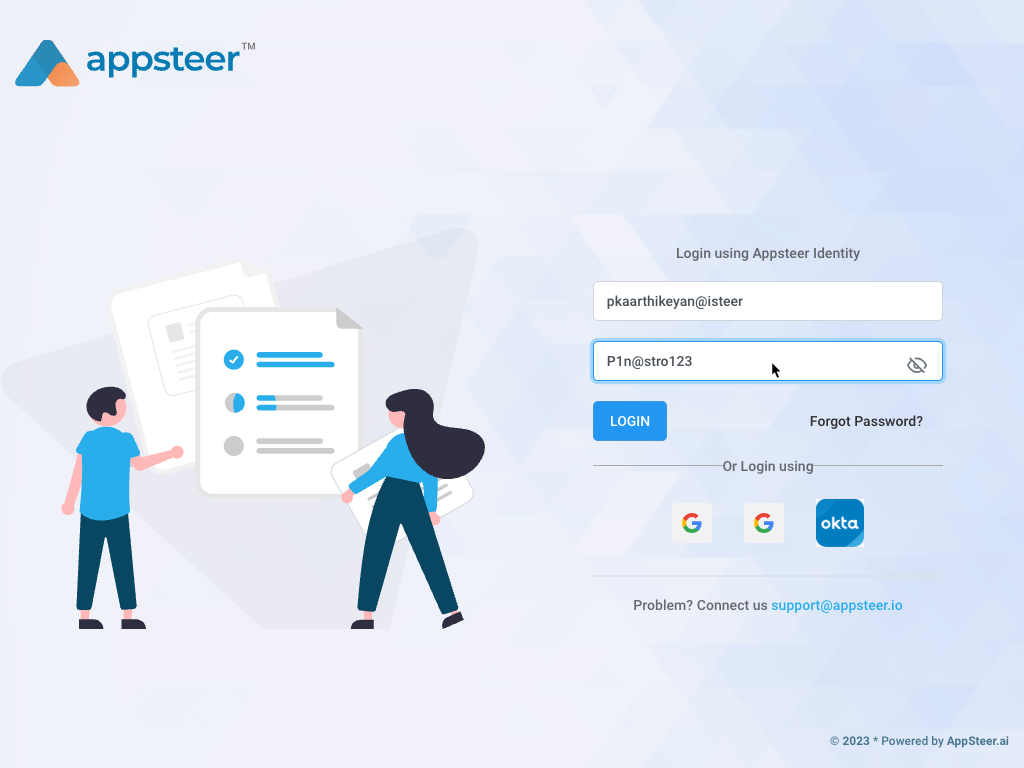 appsteer™
Login using Appsteer Identity
pkaarthikeyan@isteer
P1n@stro123
LOGIN
Forgot Password?
Or Login using
okta
Problem? Connect us support@appsteer.io
© 2023 * Powered by AppSteer.ai